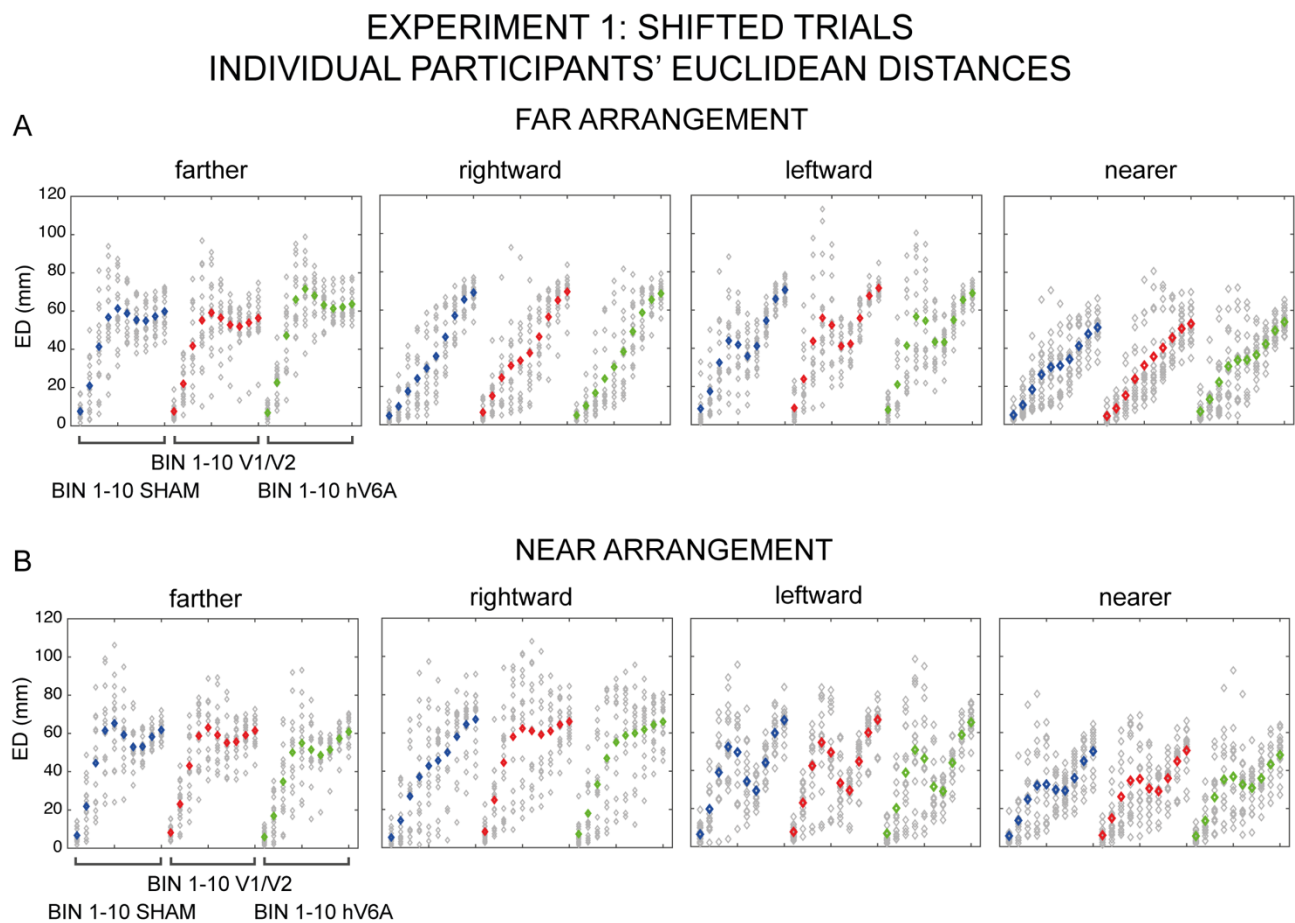 EXPERIMENT 1: SHIFTED TRIALS
INDIVIDUAL PARTICIPANTS' EUCLIDEAN DISTANCES
A
FAR ARRANGEMENT
farther
rightward
leftward
nearer
ED (mm)
120
100
80
60
40
20
0
BIN 1-10 V1/V2
BIN 1-10 SHAM
BIN 1-10 hV6A
B
NEAR ARRANGEMENT
farther
rightward
leftward
nearer
ED (mm)
120
100
80
60
40
20
0
BIN 1-10 V1/V2
BIN 1-10 SHAM
BIN 1-10 hV6A